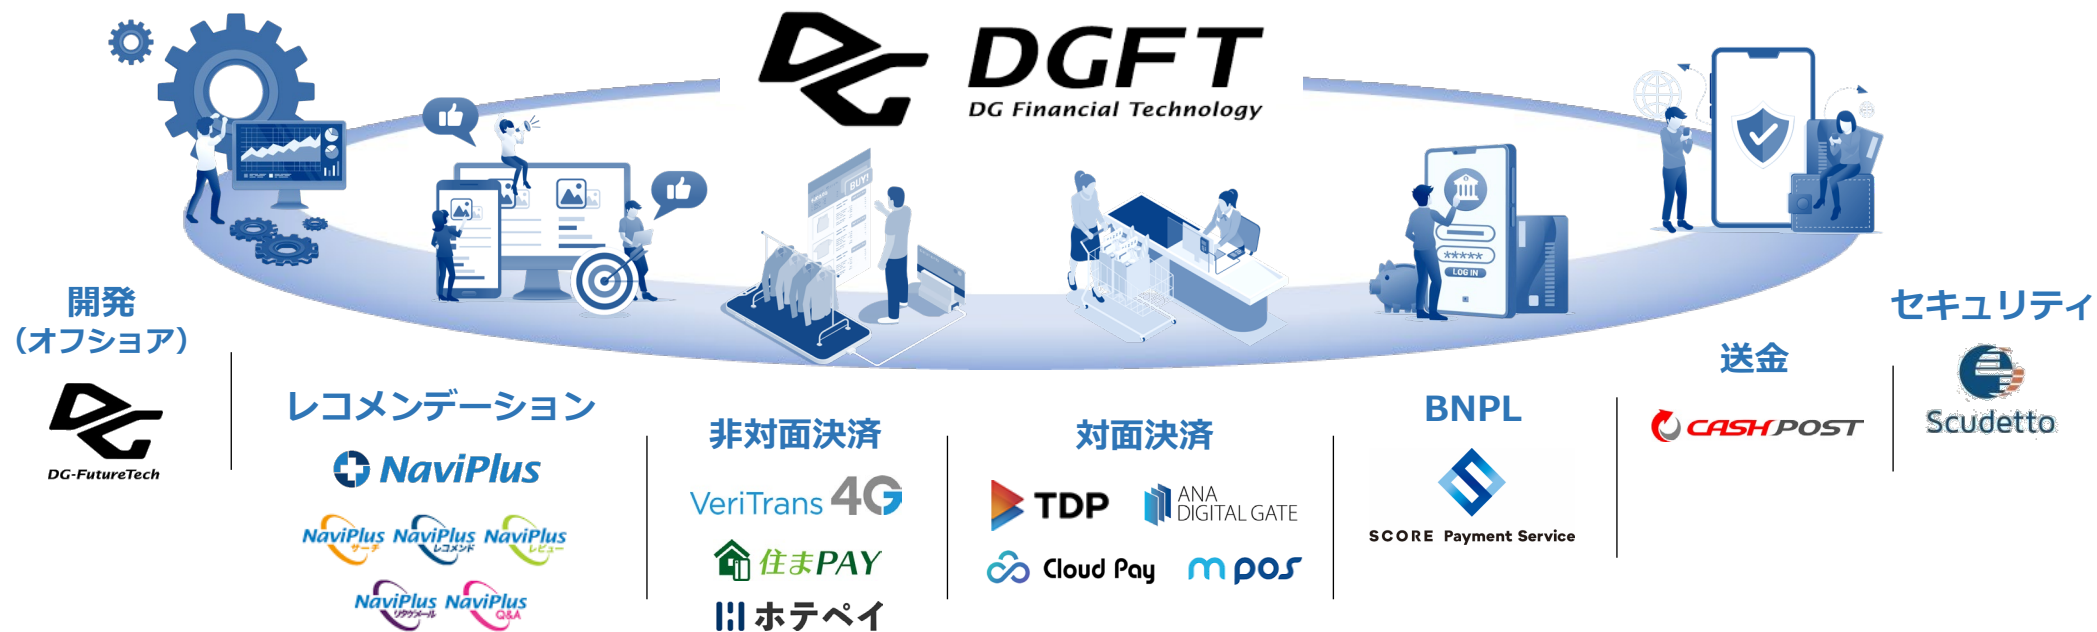 DGFT
DG Financial Technology
BUY!
*****
LOG IN
開発
（オフショア）
DG-FutureTech
レコメンデーション
NaviPlus
NaviPlus
サーチ
NaviPlus
レコメンド
NaviPlus
レビュー
NaviPlus
リタゲメール
NaviPlus
Q&A
非対面決済
VeriTrans 4G
住まPAY
ホテペイ
対面決済
TDP
ANA
DIGITAL GATE
Cloud Pay
mpos
BNPL
SCORE Payment Service
送金
CASHPOST
セキュリティ
Scudetto